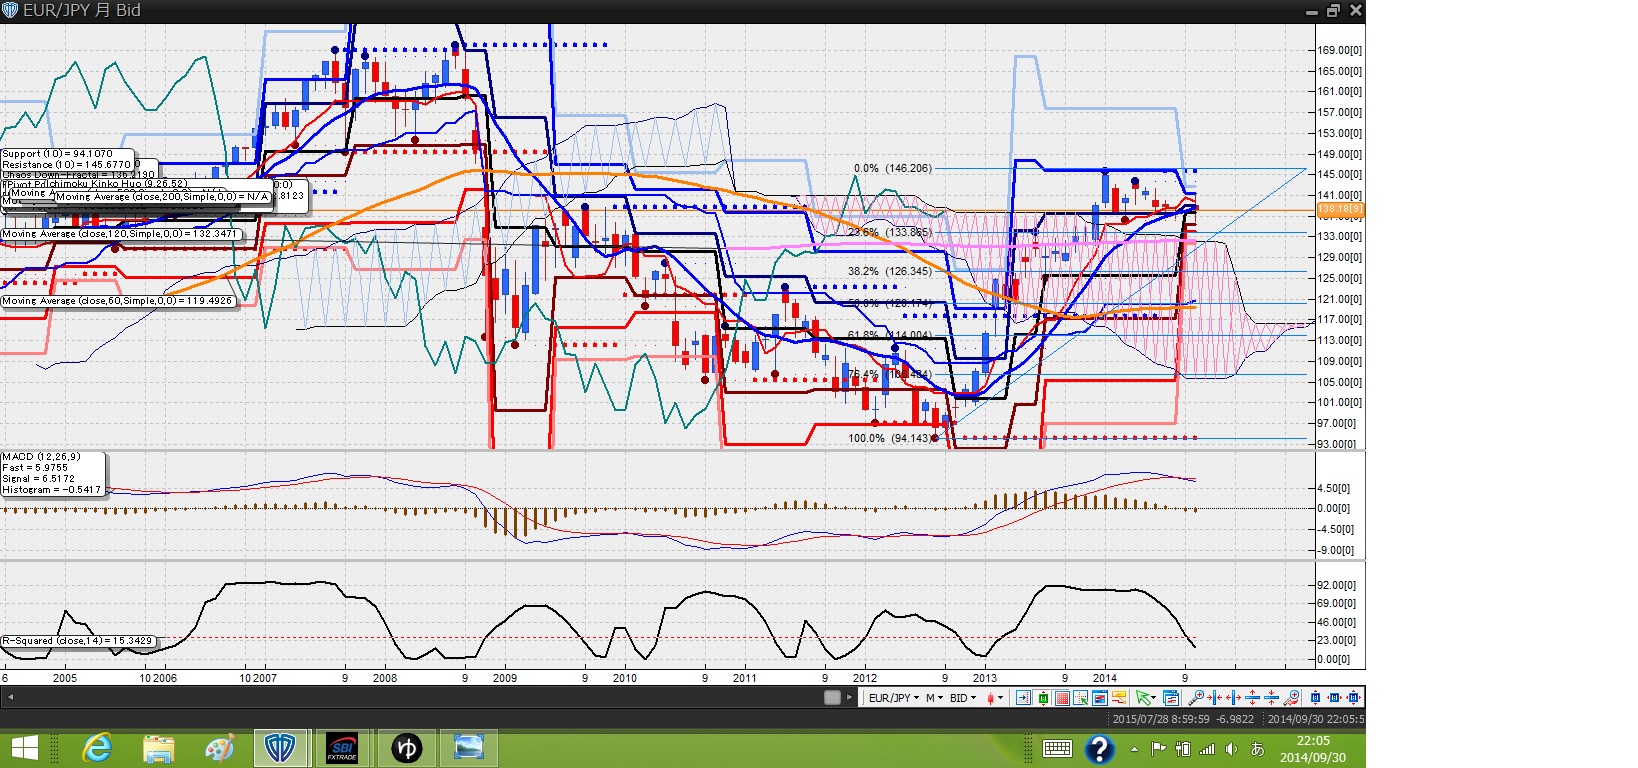 EUR/JPY 月 Bid
169.00[0]
165.00[0]
161.00[0]
157.00[0]
153.00[0]
149.00[0]
145.00[0]
141.00[0]
133.00[0]
129.00[0]
125.00[0]
121.00[0]
117.00[0]
113.00[0]
109.00[0]
105.00[0]
101.00[0]
97.00[0]
93.00[0]
Support (10) = 94.1070
Resistance (10) = 145.6770
Moving Average (close,200,Simple,0,0) = N/A
2.8123
Moving Average (close,120,Simple,0,0) = 132.3471
Moving Average (close,60,Simple,0,0) = 119.4926
0.0% (146.206)
23.6% (133.865)
38.2% (126.345)
61.8% (114.004)
100.0% (94.143)
MACD (12,26,9)
Fast = 5.9755
Signal = 6.5172
Histogram = -0.5417
4.50[0]
0.00[0]
-4.50[0]
-9.00[0]
R-Squared (close,14) = 15.3429
92.00[0]
69.00[0]
46.00[0]
23.00[0]
0.00[0]
6 2005 10 2006 10 2007 9 2008 9 2009 9 2010 9 2011 9 2012 9 2013 9 2014 9
EUR/JPY M BID
2015/07/28 8:59:59 -6.9822 2014/09/30 22:05:5
SBI
FXTRADE
ゆ
?
あ
22:05
2014/09/30